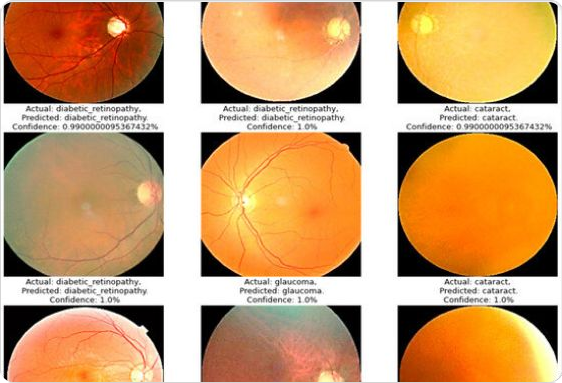 Actual: diabetic_retinopathy,
Predicted: diabetic_retinopathy.
Confidence: 0.9900000095367432%
Actual: diabetic_retinopathy,
Predicted: diabetic_retinopathy.
Confidence: 1.0%
Actual: cataract,
Predicted: cataract.
Confidence: 0.9900000095367432%
Actual: diabetic_retinopathy,
Predicted: diabetic_retinopathy.
Confidence: 1.0%
Actual: glaucoma,
Predicted: glaucoma.
Confidence: 1.0%
Actual: cataract,
Predicted: cataract.
Confidence: 1.0%